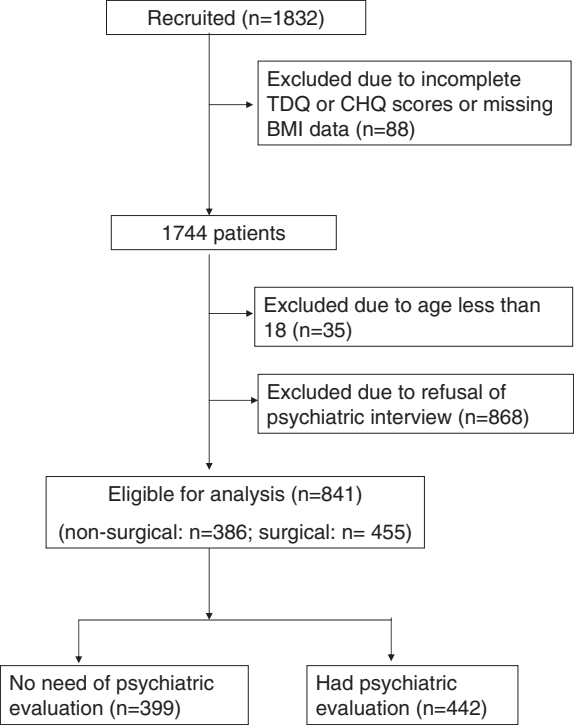 Recruited (n=1832)
Excluded due to incomplete
TDQ or CHQ scores or missing
BMI data (n=88)
1744 patients
Excluded due to age less than
18 (n=35)
Excluded due to refusal of
psychiatric interview (n=868)
Eligible for analysis (n=841)
(non-surgical: n=386; surgical: n= 455)
No need of psychiatric
evaluation (n=399)
Had psychiatric
evaluation (n=442)